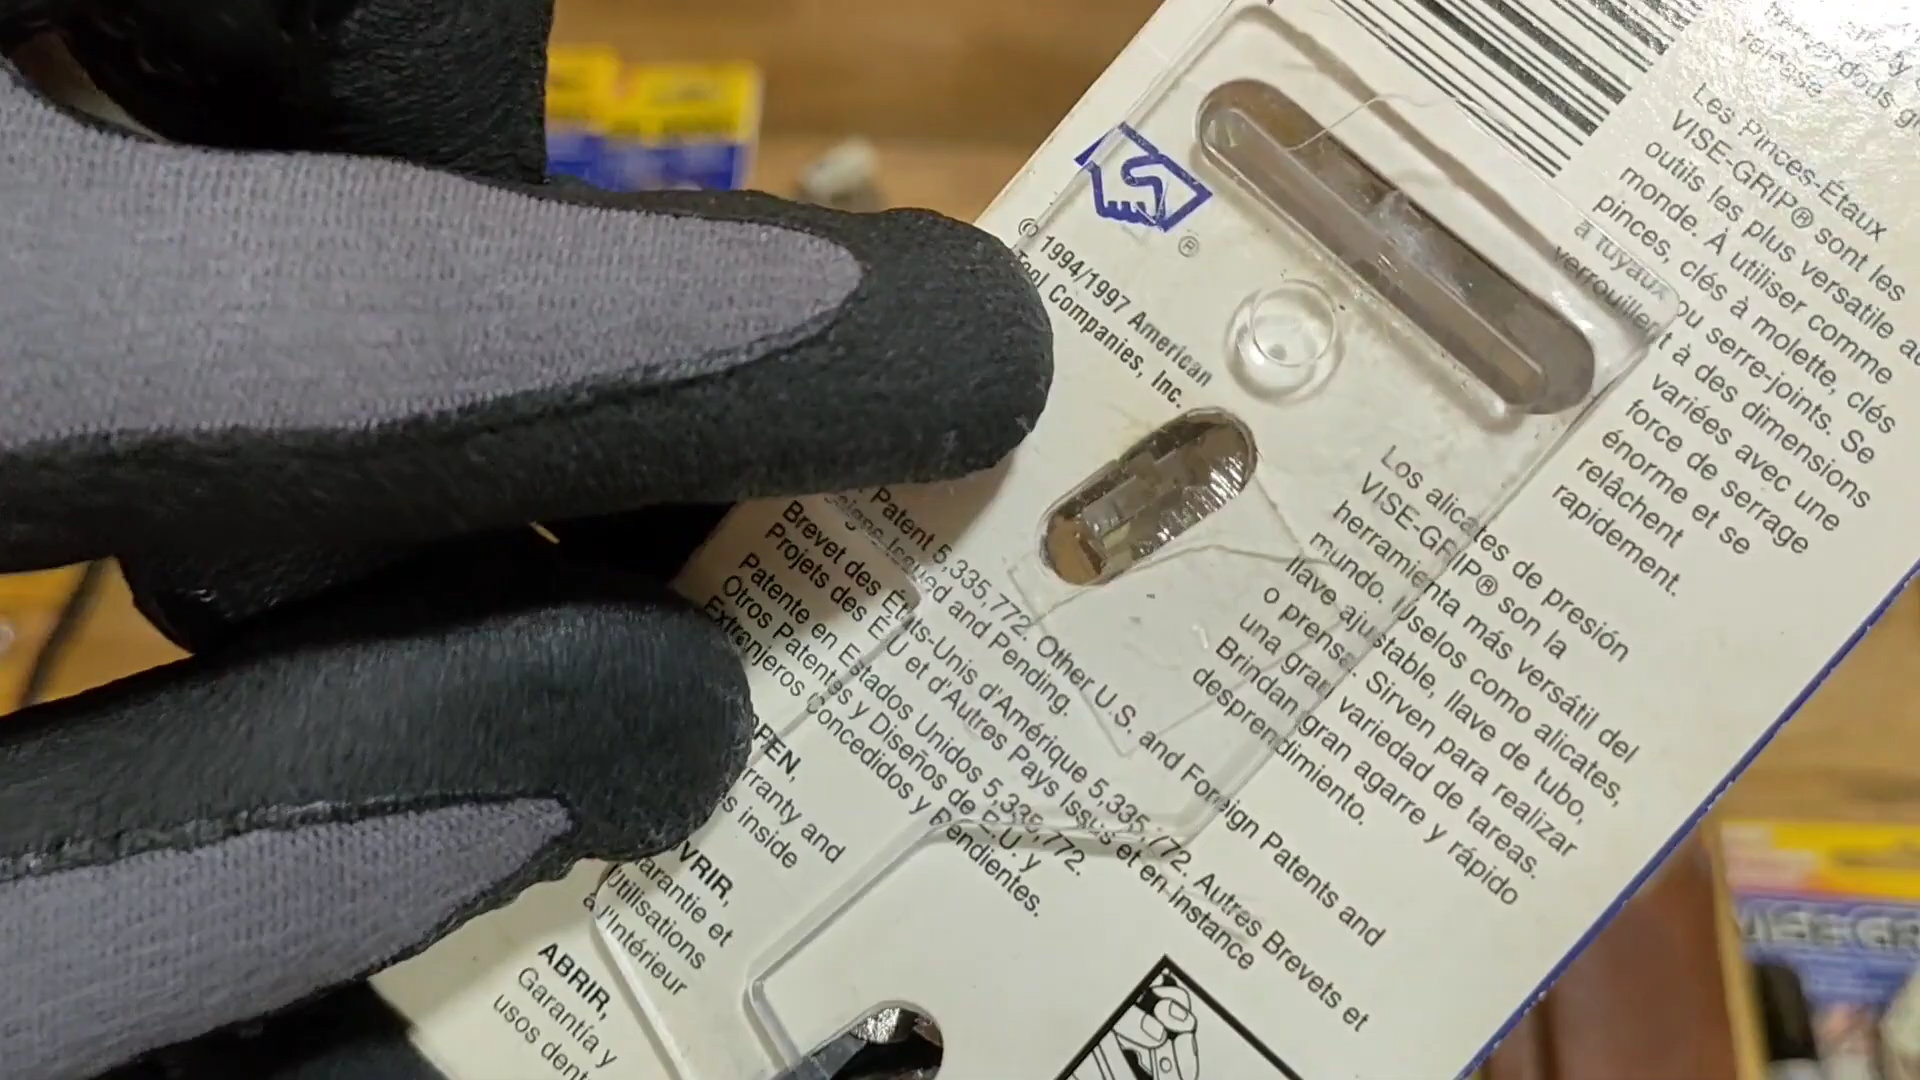 ® 
© 1994/1997 American
Tool Companies, Inc.
Patent 5,335,772. Other U.S. and Foreign Patents and
Issued and Pending.
Brevet des États-Unis d'Amérique 5,335,772. Autres Brevets et
Projets des É.U et d'Autres Pays Issus et en Instance
Patente en Estados Unidos 5,335,772.
Otros Patentes y Diseños de E.U. y
Extranjeros Concedidos y Pendientes.
OPEN,
rranty and
s inside
VRIR,
arantie et
Utilisations
à l'Intérieur
ABRIR,
Garantía y
usos dent
release
Les Pinces-Étaux
VISE-GRIP® sont les
outils les plus versatile au
monde. À utiliser comme
pinces, clés à molette, clés
à tuyaux ou serre-joints. Se
verrouillent à des dimensions
variées avec une
force de serrage
énorme et se
relâchent
rapidement.
Los alicates de presión
VISE-GRIP® son la
herramienta más versátil del
mundo. Uselos como alicates,
llave ajustable, llave de tubo,
o prensa. Sirven para realizar
una gran variedad de tareas.
Brindan gran agarre y rápido
desprendimiento.